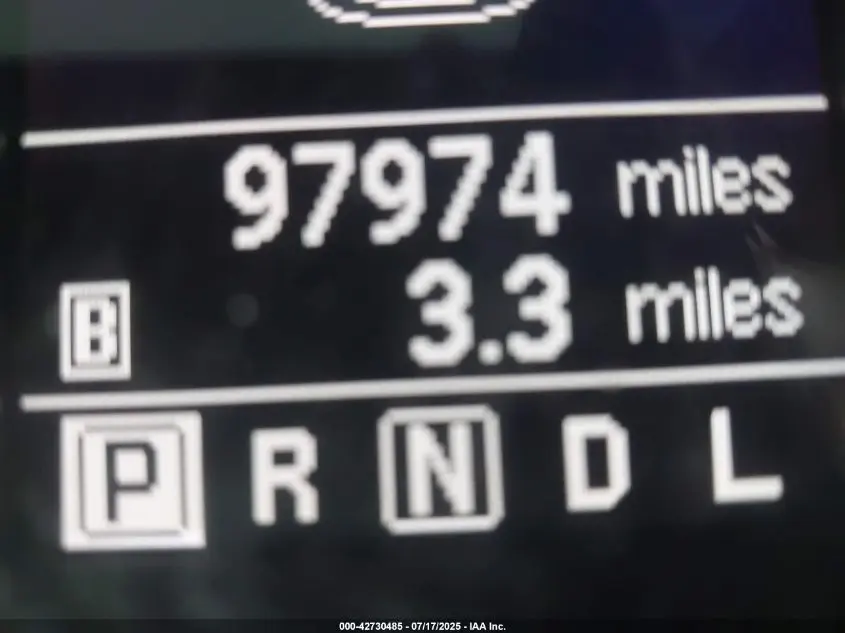 97974 miles
B 3.3 miles
P R N D L
000-42730485 - 07/17/2025 - IAA Inc.